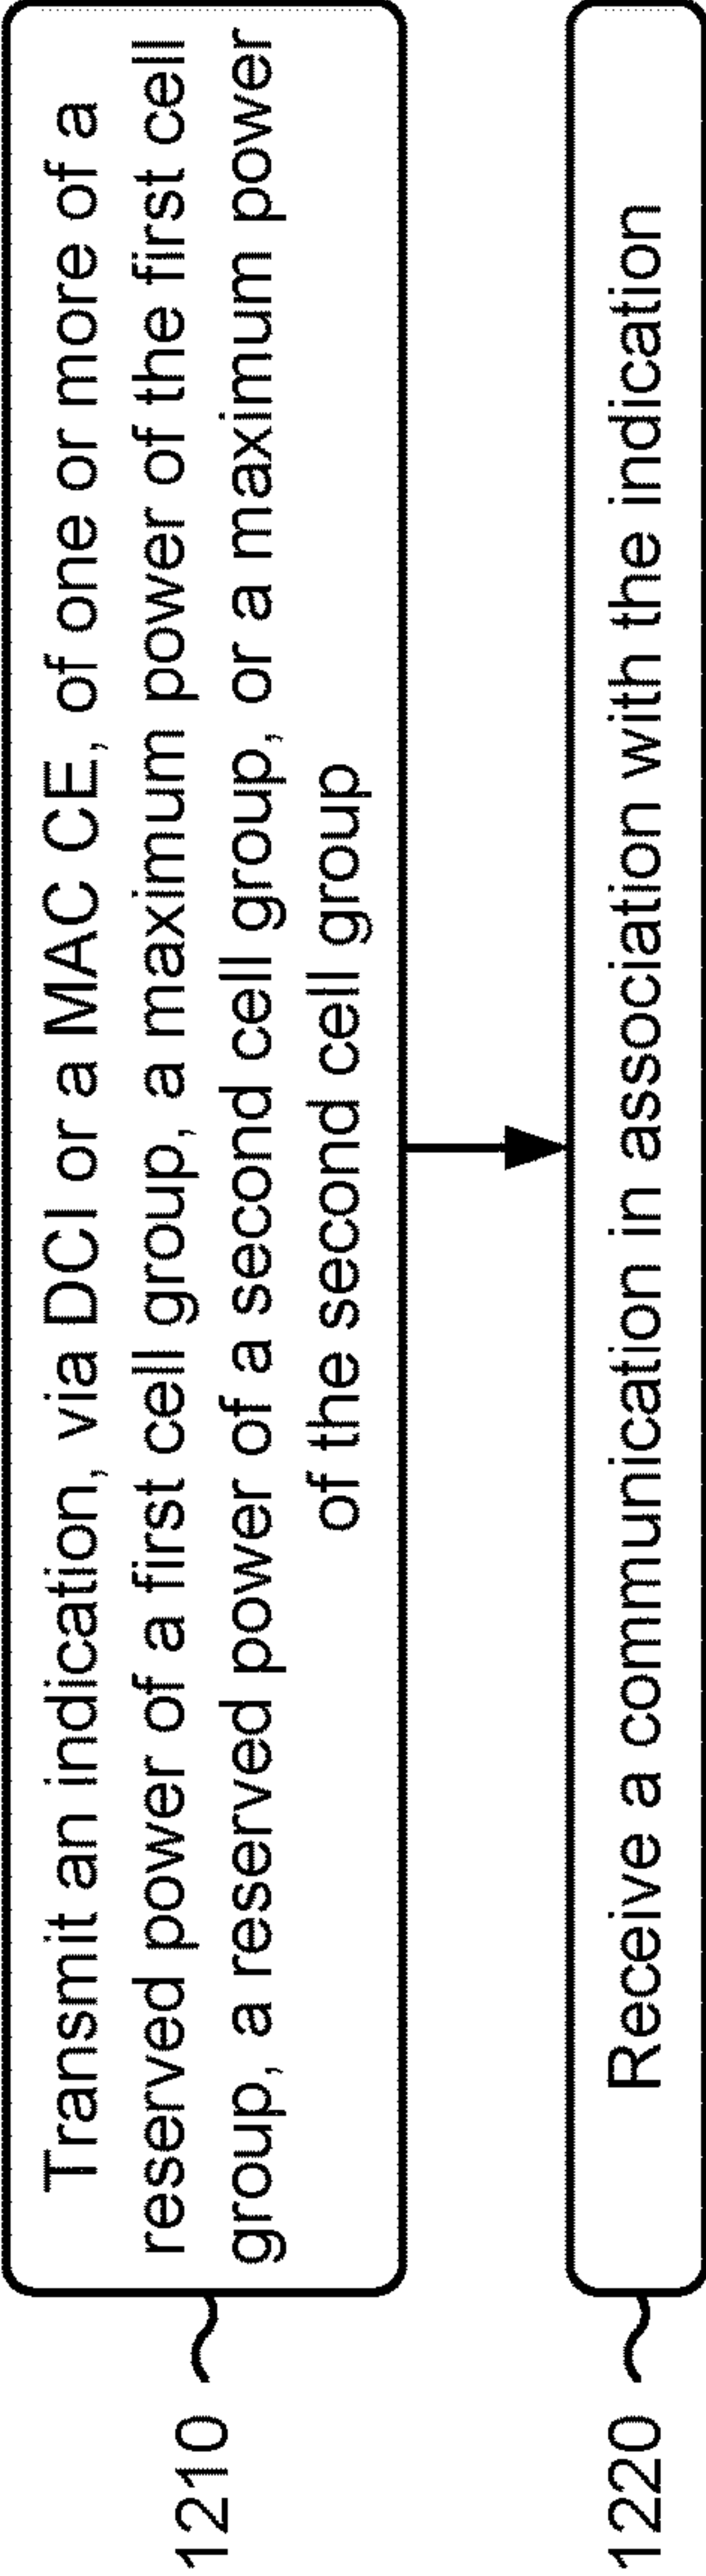 1210
Transmit an indication, via DCI or a MAC CE, of one or more of a
reserved power of a first cell group, a maximum power of the first cell
group, a reserved power of a second cell group, or a maximum power
of the second cell group
1220
Receive a communication in association with the indication